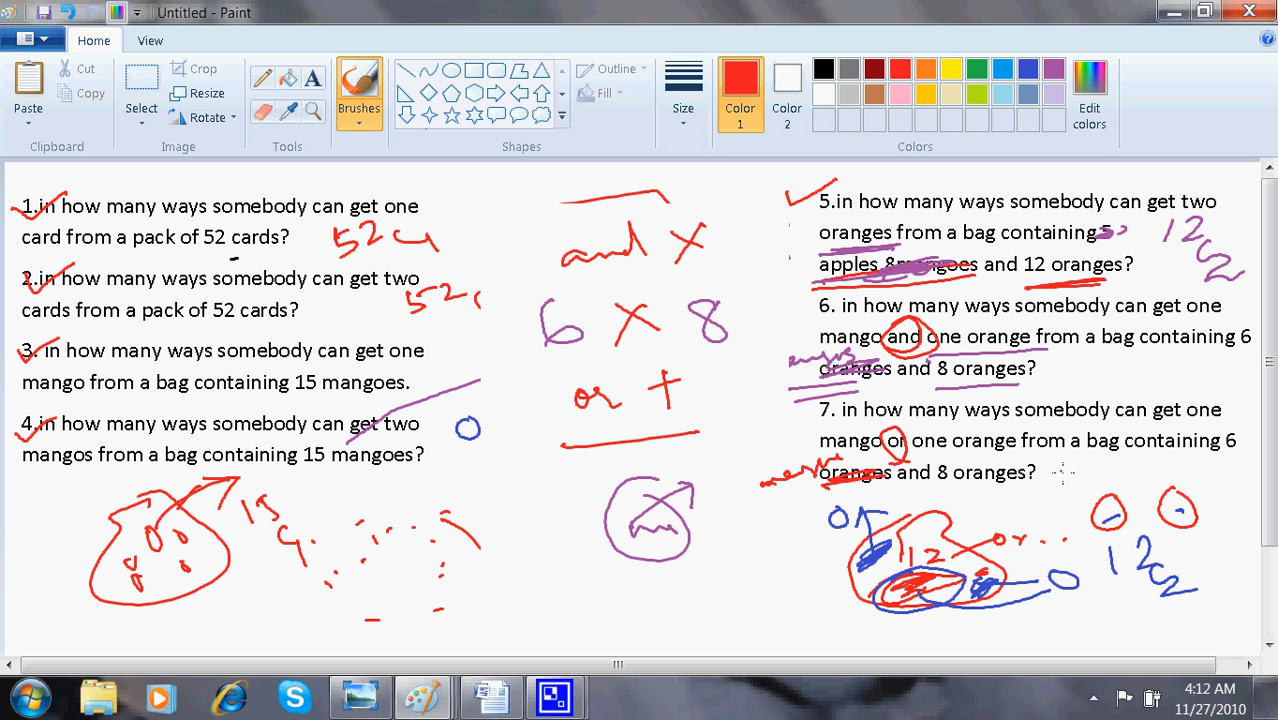 Untitled - Paint
Home
View
Paste
Cut
Copy
Clipboard
Select
Crop
Resize
Rotate
Image
Tools
Brushes
Shapes
Outline
Fill
Size
Color 1
Color 2
Edit colors
Colors
1.in how many ways somebody can get one
card from a pack of 52 cards?
52c1
2.in how many ways somebody can get two
cards from a pack of 52 cards?
52c
3. in how many ways somebody can get one
mango from a bag containing 15 mangoes.
4.in how many ways somebody can get two
mangos from a bag containing 15 mangoes?
15
and x
6 x 8
or +
5.in how many ways somebody can get two
oranges from a bag containing 5
apples 8mangoes and 12 oranges?
12c2
6. in how many ways somebody can get one
mango and one orange from a bag containing 6
mangos
oranges and 8 oranges?
7. in how many ways somebody can get one
mango or one orange from a bag containing 6
oranges and 8 oranges?
12
or..
12c2
4:12 AM
11/27/2010